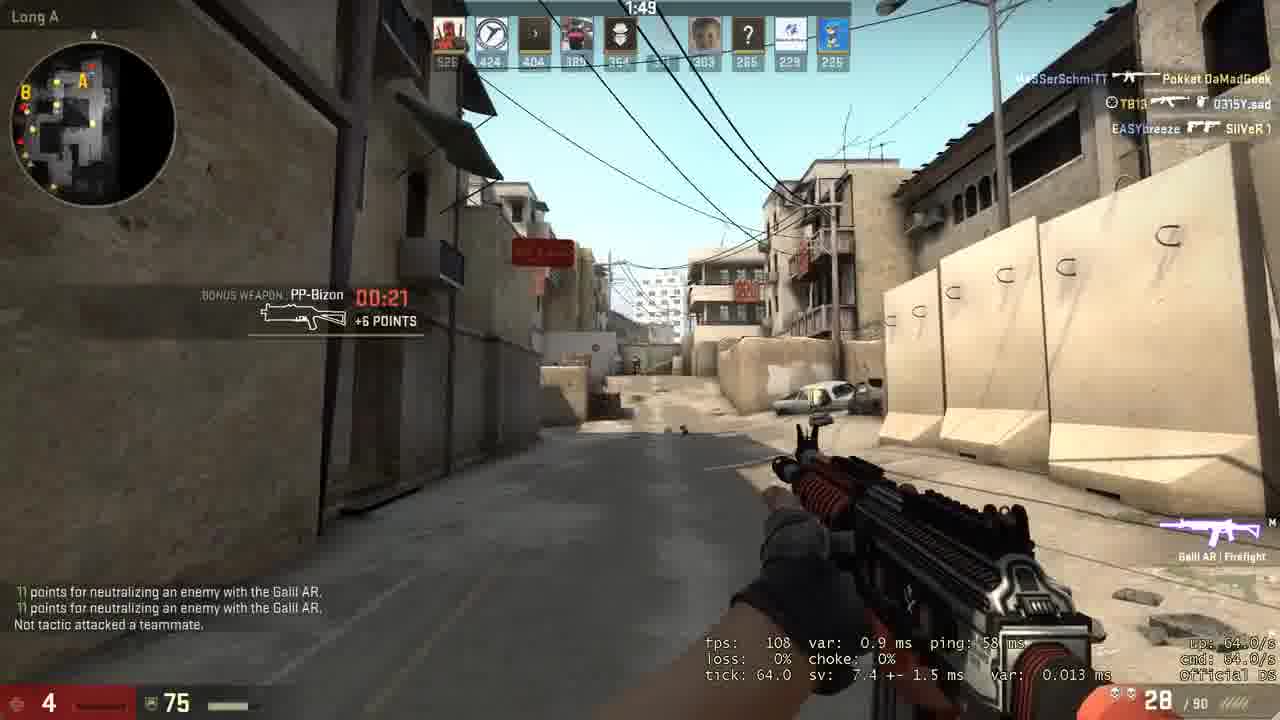 Long A
1:49
526 424 404 381 354 303 265 229 225
?
A
B
Pokket DaMadGeek
TB13 0315Y.sad
EASYbreeze SilVeR
BONUS WEAPON: PP-Bizon 00:21
+6 POINTS
M
Galil AR | Firefight
11 points for neutralizing an enemy with the Galil AR.
11 points for neutralizing an enemy with the Galil AR.
Not tactic attacked a teammate.
fps: 108 var: 0.9 ms ping: 58 ms
loss: 0% choke: 0%
tick: 64.0 sv: 7.4 +- 1.5 ms var: 0.013 ms
up: 64.0/s
cmd: 64.0/s
official DS
4 75
28 / 90